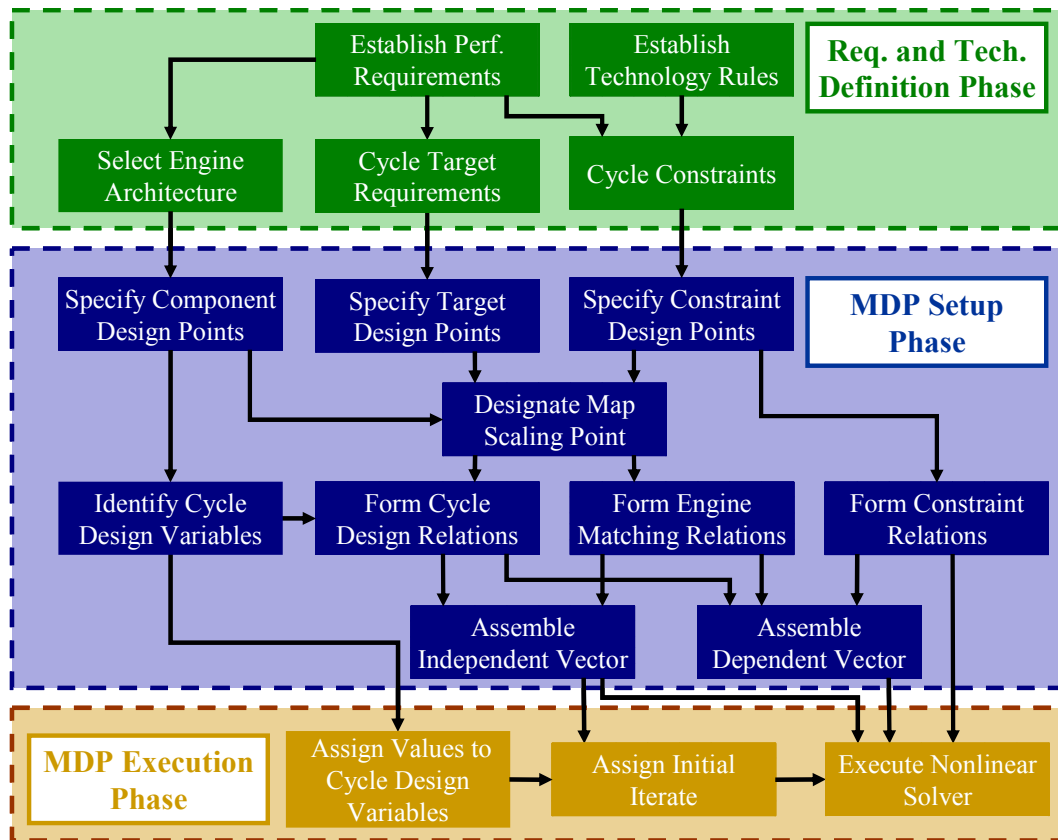 Establish Perf.
Requirements
Establish
Technology Rules
Req. and Tech.
Definition Phase
Select Engine
Architecture
Cycle Target
Requirements
Cycle Constraints
Specify Component
Design Points
Specify Target
Design Points
Specify Constraint
Design Points
MDP Setup
Phase
Designate Map
Scaling Point
Identify Cycle
Design Variables
Form Cycle
Design Relations
Form Engine
Matching Relations
Form Constraint
Relations
Assemble
Independent Vector
Assemble
Dependent Vector
MDP Execution
Phase
Assign Values to
Cycle Design
Variables
Assign Initial
Iterate
Execute Nonlinear
Solver